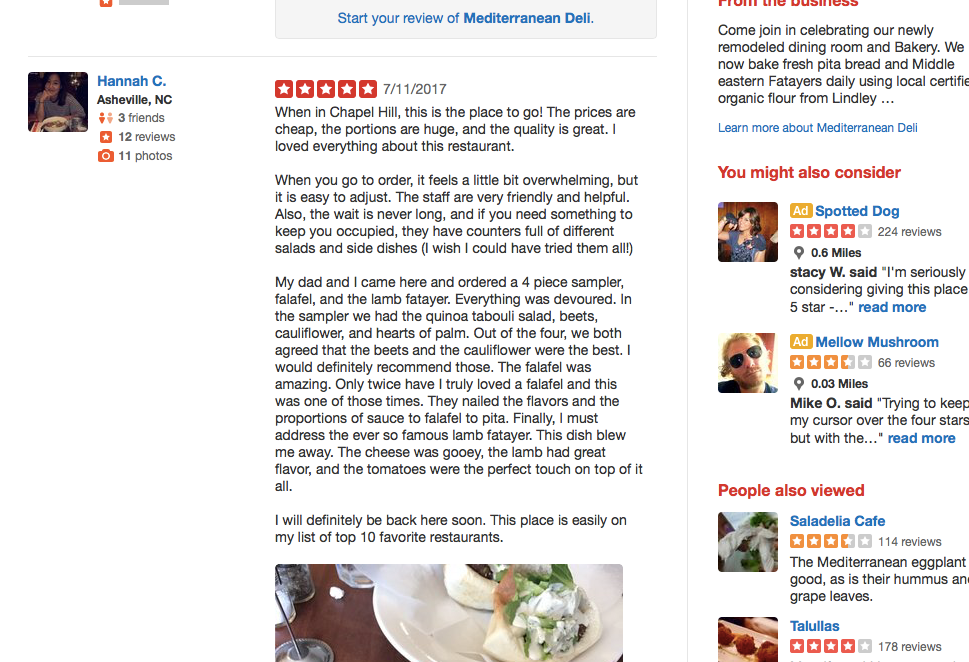 Start your review of Mediterranean Deli.
Hannah C.
Asheville, NC
3 friends
12 reviews
11 photos
7/11/2017
When in Chapel Hill, this is the place to go! The prices are
cheap, the portions are huge, and the quality is great. I
loved everything about this restaurant.
When you go to order, it feels a little bit overwhelming, but
it is easy to adjust. The staff are very friendly and helpful.
Also, the wait is never long, and if you need something to
keep you occupied, they have counters full of different
salads and side dishes (I wish I could have tried them all!)
My dad and I came here and ordered a 4 piece sampler,
falafel, and the lamb fatayer. Everything was devoured. In
the sampler we had the quinoa tabouli salad, beets,
cauliflower, and hearts of palm. Out of the four, we both
agreed that the beets and the cauliflower were the best. I
would definitely recommend those. The falafel was
amazing. Only twice have I truly loved a falafel and this
was one of those times. They nailed the flavors and the
proportions of sauce to falafel to pita. Finally, I must
address the ever so famous lamb fatayer. This dish blew
me away. The cheese was gooey, the lamb had great
flavor, and the tomatoes were the perfect touch on top of it
all.
I will definitely be back here soon. This place is easily on
my list of top 10 favorite restaurants.
From the business
Come join in celebrating our newly
remodeled dining room and Bakery. We
now bake fresh pita bread and Middle
eastern Fatayers daily using local certifie
organic flour from Lindley …
Learn more about Mediterranean Deli
You might also consider
Ad Spotted Dog
224 reviews
0.6 Miles
stacy W. said "I'm seriously
considering giving this place
5 star -…" read more
Ad Mellow Mushroom
66 reviews
0.03 Miles
Mike O. said "Trying to keep
my cursor over the four stars
but with the…" read more
People also viewed
Saladelia Cafe
114 reviews
The Mediterranean eggplant
good, as is their hummus an
grape leaves.
Talullas
178 reviews